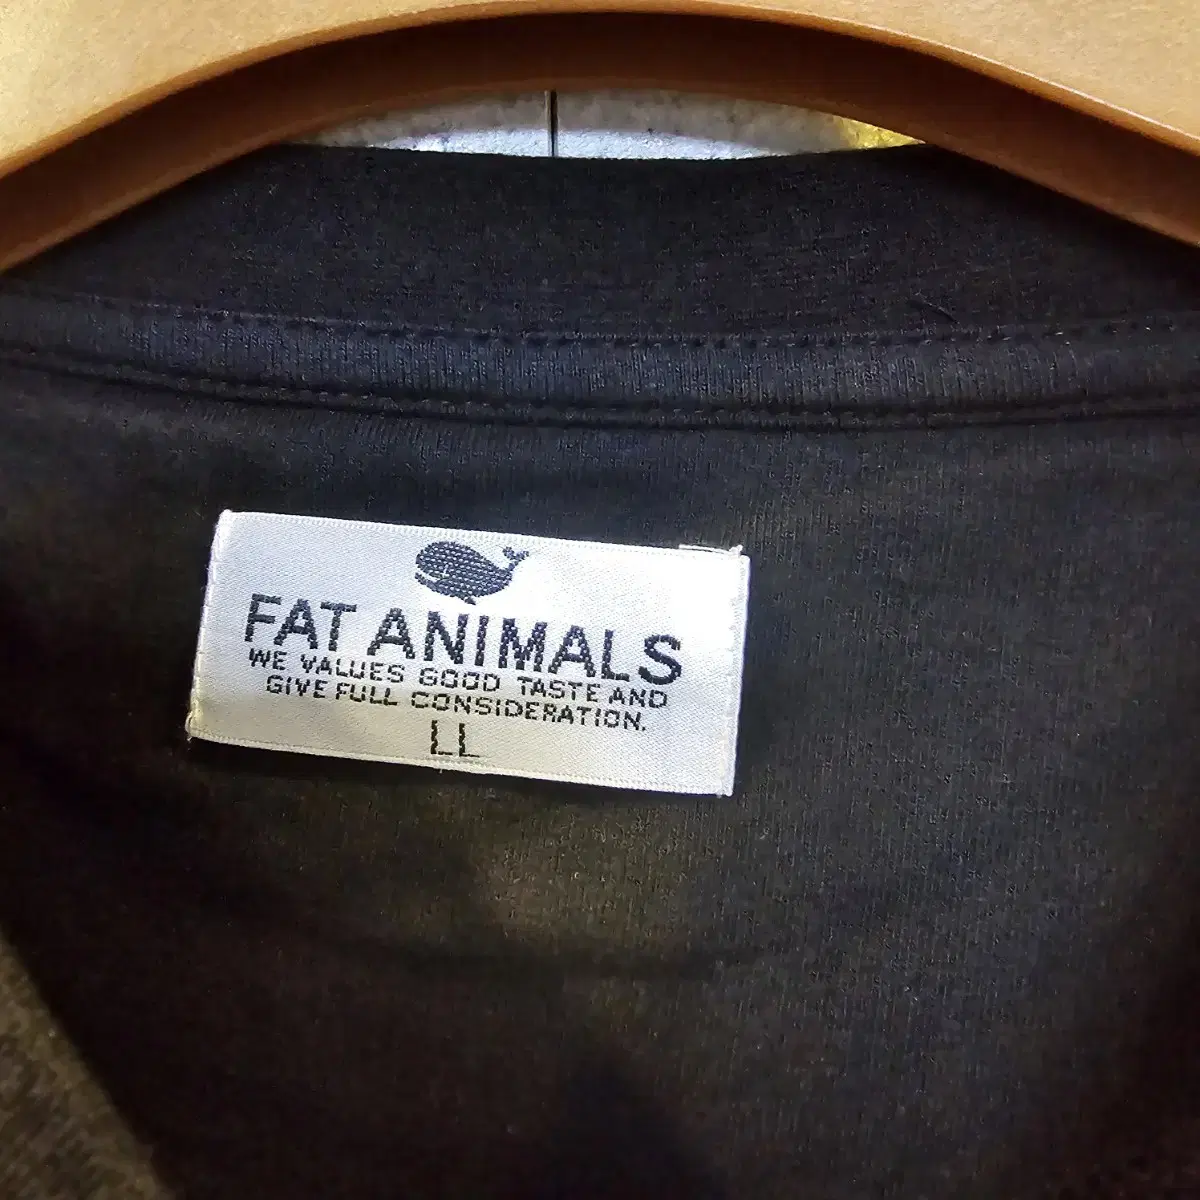 FAT ANIMALS
WE VALUES GOOD TASTE AND
GIVE FULL CONSIDERATION.
LL